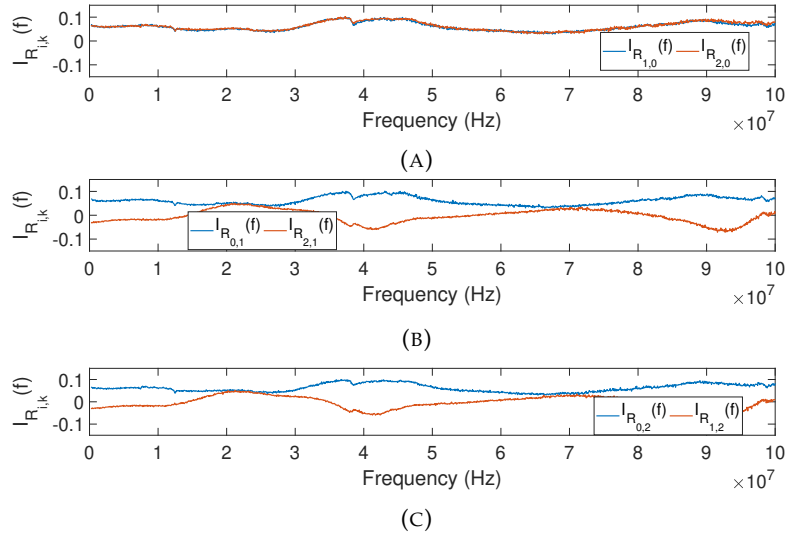 0.1
0
-0.1
I_{R_{i,k}}(f)
I_{R_{1,0}}(f) I_{R_{2,0}}(f)
0 1 2 3 4 5 6 7 8 9 10
Frequency (Hz) ×10^7
(A)
0.1
0
-0.1
I_{R_{i,k}}(f)
I_{R_{0,1}}(f) I_{R_{2,1}}(f)
0 1 2 3 4 5 6 7 8 9 10
Frequency (Hz) ×10^7
(B)
0.1
0
-0.1
I_{R_{i,k}}(f)
I_{R_{0,2}}(f) I_{R_{1,2}}(f)
0 1 2 3 4 5 6 7 8 9 10
Frequency (Hz) ×10^7
(C)